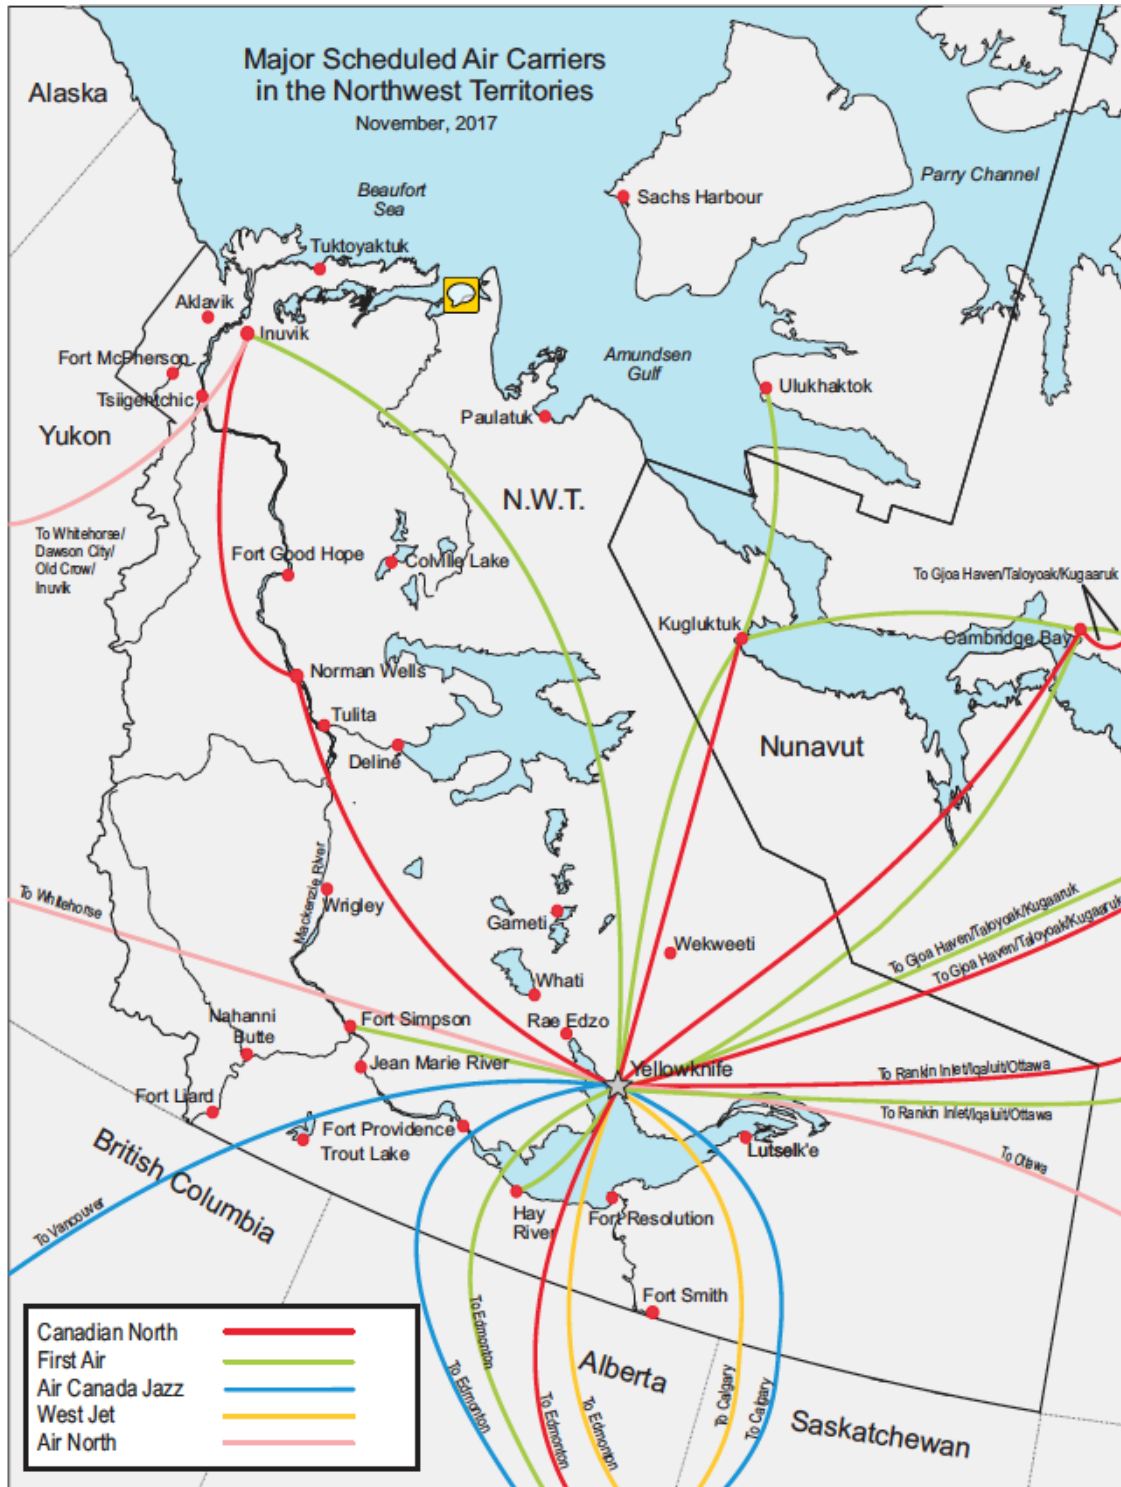 Major Scheduled Air Carriers
in the Northwest Territories
November, 2017
Alaska
Beaufort
Sea
Parry Channel
Sachs Harbour
Tuktoyaktuk
Aklavik
Inuvik
Fort McPherson
Amundsen
Gulf
Ulukhaktok
Tsiigehtchic
Paulatuk
Yukon
N.W.T.
To Whitehorse/
Dawson City/
Old Crow/
Inuvik
Fort Good Hope
Colville Lake
To Gjoa Haven/Taloyoak/Kugaaruk
Kugluktuk
Cambridge Bay
Norman Wells
Tulita
Deline
Nunavut
Mackenzie River
To Whitehorse
Wrigley
Gameti
Wekweeti
To Gjoa Haven/Taloyoak/Kugaaruk
To Gjoa Haven/Taloyoak/Kugaaruk
Whati
Nahanni
Butte
Fort Simpson
Rae Edzo
Jean Marie River
Yellowknife
To Rankin Inlet/Iqaluit/Ottawa
Fort Liard
To Rankin Inlet/Iqaluit/Ottawa
Fort Providence
Trout Lake
Lutselk'e
To Ottawa
British Columbia
To Vancouver
Hay
River
Fort Resolution
Fort Smith
To Edmonton
To Edmonton
To Edmonton
To Edmonton
To Calgary
To Calgary
Alberta
Saskatchewan
Canadian North
First Air
Air Canada Jazz
West Jet
Air North